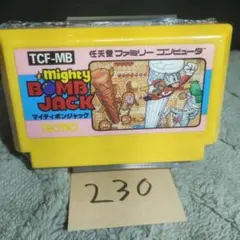 TCF-MB
任天堂 ファミリー コンピュータ
Mighty
BOMB
JACK
マイティボンジャック
TECMO
230